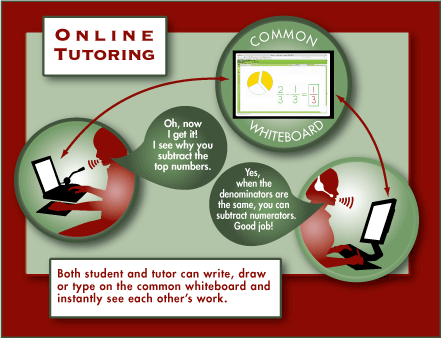 ONLINE
TUTORING
COMMON
2/3 - 1/3 = 1/3
WHITEBOARD
Oh, now
I get it!
I see why you
subtract the
top numbers.
Yes,
when the
denominators are
the same, you can
subtract numerators.
Good job!
Both student and tutor can write, draw
or type on the common whiteboard and
instantly see each other's work.